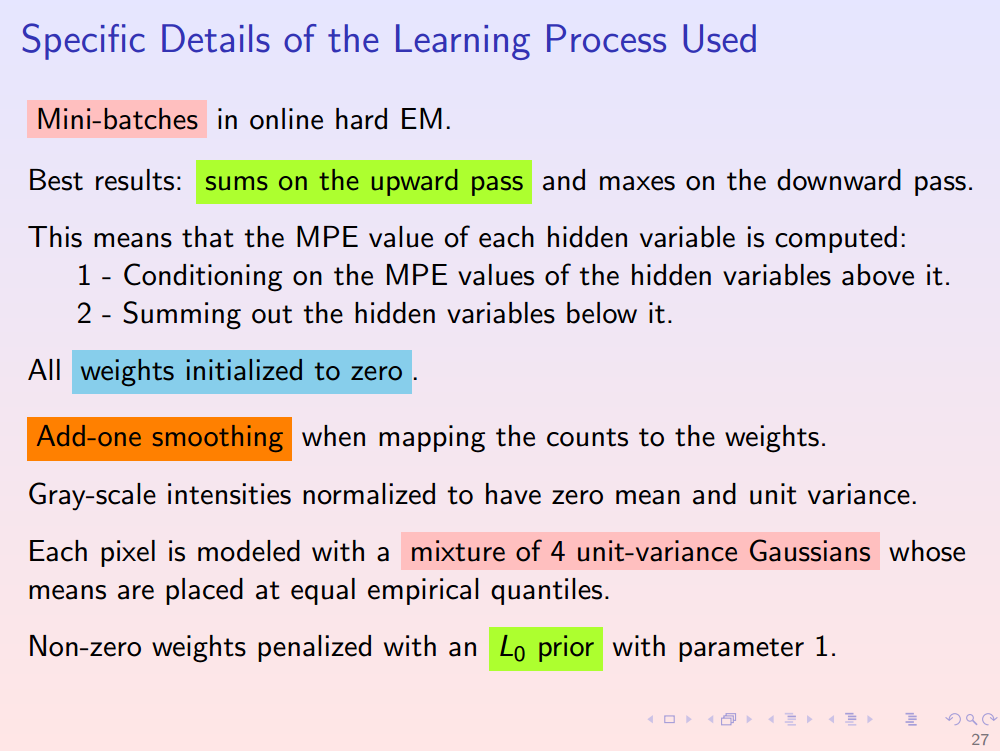 Specific Details of the Learning Process Used
Mini-batches in online hard EM.
Best results: sums on the upward pass and maxes on the downward pass.
This means that the MPE value of each hidden variable is computed:
1 - Conditioning on the MPE values of the hidden variables above it.
2 - Summing out the hidden variables below it.
All weights initialized to zero.
Add-one smoothing when mapping the counts to the weights.
Gray-scale intensities normalized to have zero mean and unit variance.
Each pixel is modeled with a mixture of 4 unit-variance Gaussians whose
means are placed at equal empirical quantiles.
Non-zero weights penalized with an L₀ prior with parameter 1.
27